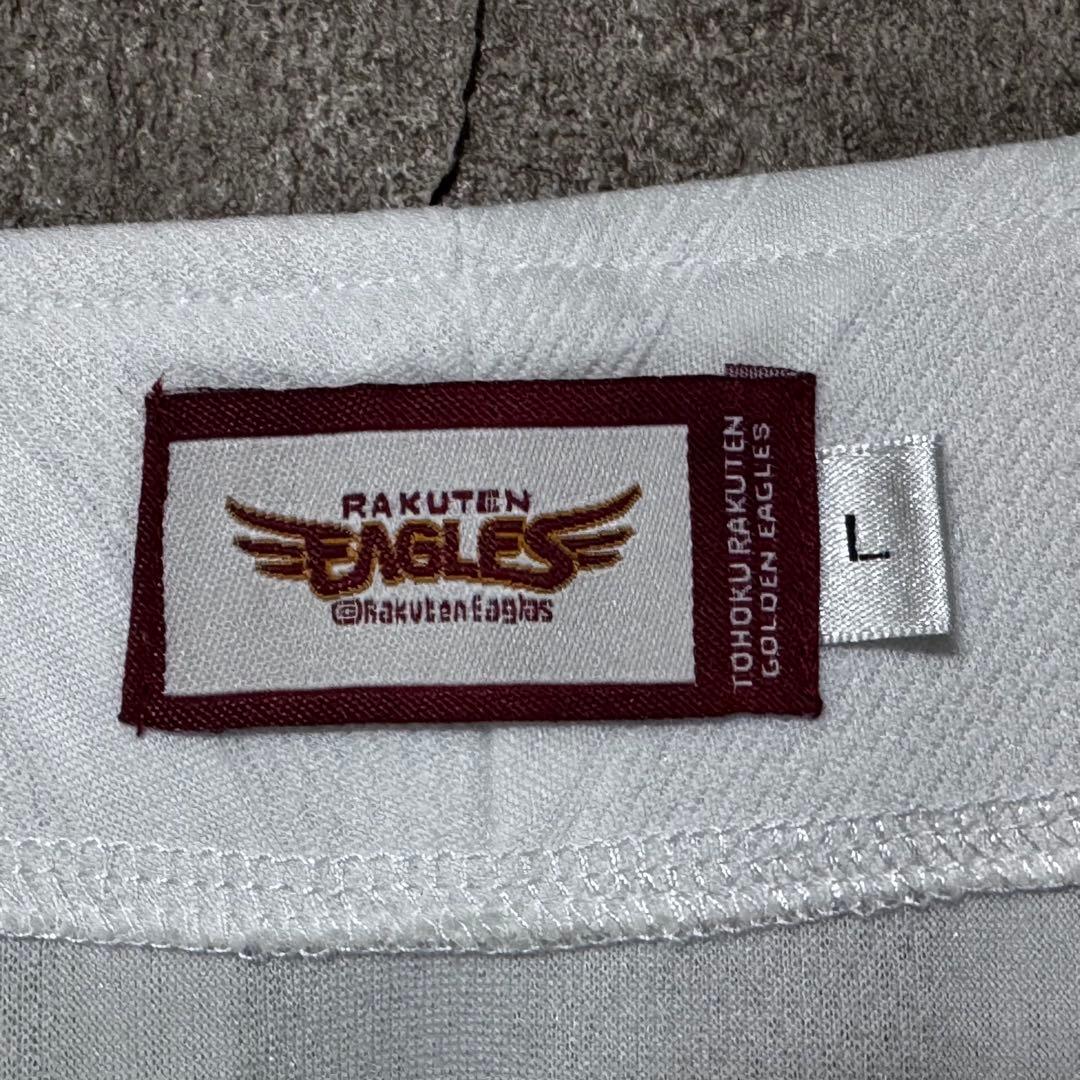 RAKUTEN
EAGLES
©RakutenEagles
TOHOKU RAKUTEN
GOLDEN EAGLES
L